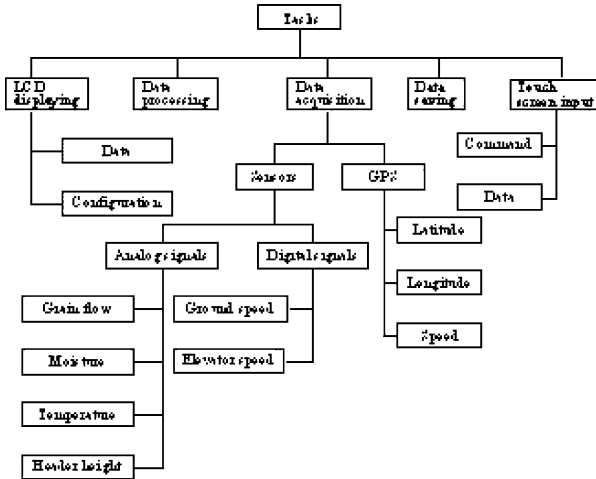 Tasks
LCD
displaying
Data
processing
Data
acquisition
Data
saving
Touch
screen input
Data
Configuration
Sensors
GPS
Command
Data
Analog signals
Digital signals
Latitude
Longitude
Speed
Grain flow
Moisture
Temperature
Header height
Ground speed
Elevator speed